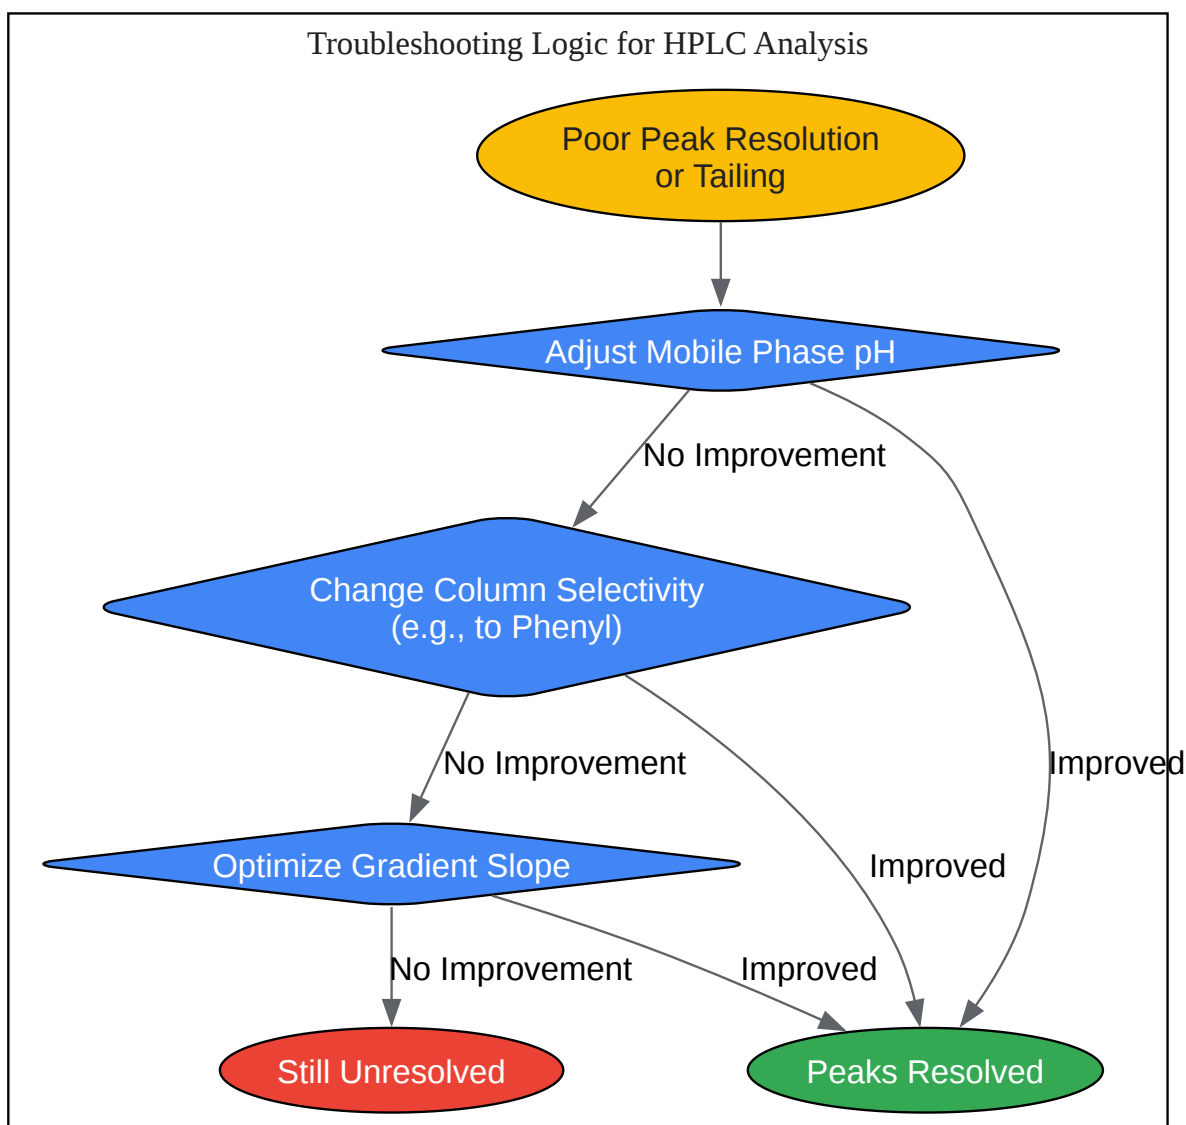 Troubleshooting Logic for HPLC Analysis
Poor Peak Resolution
or Tailing
Adjust Mobile Phase pH
No Improvement
Change Column Selectivity
(e.g., to Phenyl)
No Improvement
Improved
Optimize Gradient Slope
Improved
No Improvement
Improved
Still Unresolved
Peaks Resolved